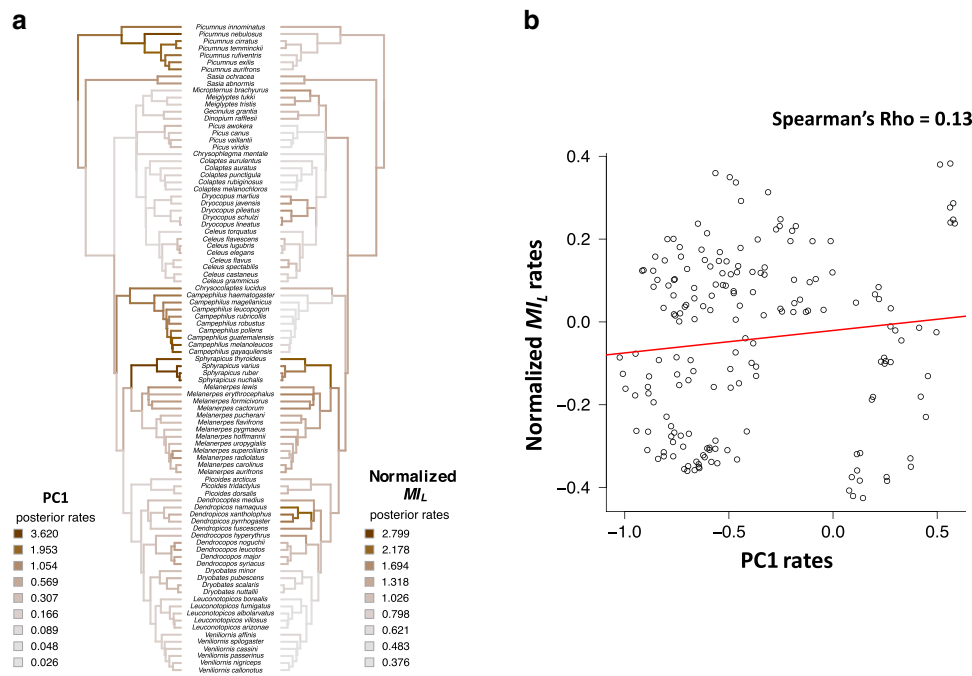 a
Picumnus innominatus
Picumnus nebulosus
Picumnus cirratus
Picumnus temminckii
Picumnus rufiventris
Picumnus exilis
Picumnus aurifrons
Sasia ochracea
Sasia abnormis
Micropternus brachyurus
Meiglyptes tukki
Meiglyptes tristis
Gecinulus grantia
Dinopium rafflesii
Picus awokera
Picus canus
Picus vaillantii
Picus viridis
Chrysophlegma mentale
Colaptes aurulentus
Colaptes auratus
Colaptes punctigula
Colaptes rubiginosus
Colaptes melanochloros
Dryocopus martius
Dryocopus javensis
Dryocopus pileatus
Dryocopus schulzi
Dryocopus lineatus
Celeus torquatus
Celeus flavescens
Celeus lugubris
Celeus elegans
Celeus flavus
Celeus spectabilis
Celeus castaneus
Celeus grammicus
Chrysocolaptes lucidus
Campephilus haematogaster
Campephilus magellanicus
Campephilus leucopogon
Campephilus rubricollis
Campephilus robustus
Campephilus pollens
Campephilus guatemalensis
Campephilus melanoleucos
Campephilus gayaquilensis
Sphyrapicus thyroideus
Sphyrapicus varius
Sphyrapicus ruber
Sphyrapicus nuchalis
Melanerpes lewis
Melanerpes erythrocephalus
Melanerpes formicivorus
Melanerpes cactorum
Melanerpes pucherani
Melanerpes flavifrons
Melanerpes pygmaeus
Melanerpes hoffmannii
Melanerpes uropygialis
Melanerpes superciliaris
Melanerpes radiolatus
Melanerpes carolinus
Melanerpes aurifrons
Picoides arcticus
Picoides tridactylus
Picoides dorsalis
Dendrocoptes medius
Dendropicos namaquus
Dendropicos xantholophus
Dendropicos pyrrhogaster
Dendropicos fuscescens
Dendrocopos hyperythrus
Dendrocopos noguchii
Dendrocopos leucotos
Dendrocopos major
Dendrocopos syriacus
Dryobates minor
Dryobates pubescens
Dryobates scalaris
Dryobates nuttallii
Leuconotopicos borealis
Leuconotopicos fumigatus
Leuconotopicos albolarvatus
Leuconotopicos villosus
Leuconotopicos arizonae
Veniliornis affinis
Veniliornis spilogaster
Veniliornis cassini
Veniliornis passerinus
Veniliornis nigriceps
Veniliornis callonotus
PC1
posterior rates
3.620
1.953
1.054
0.569
0.307
0.166
0.089
0.048
0.026
Normalized
MI_L
posterior rates
2.799
2.178
1.694
1.318
1.026
0.798
0.621
0.483
0.376
b
Spearman's Rho = 0.13
Normalized MI_L rates
0.4
0.2
0.0
−0.2
−0.4
−1.0 −0.5 0.0 0.5
PC1 rates